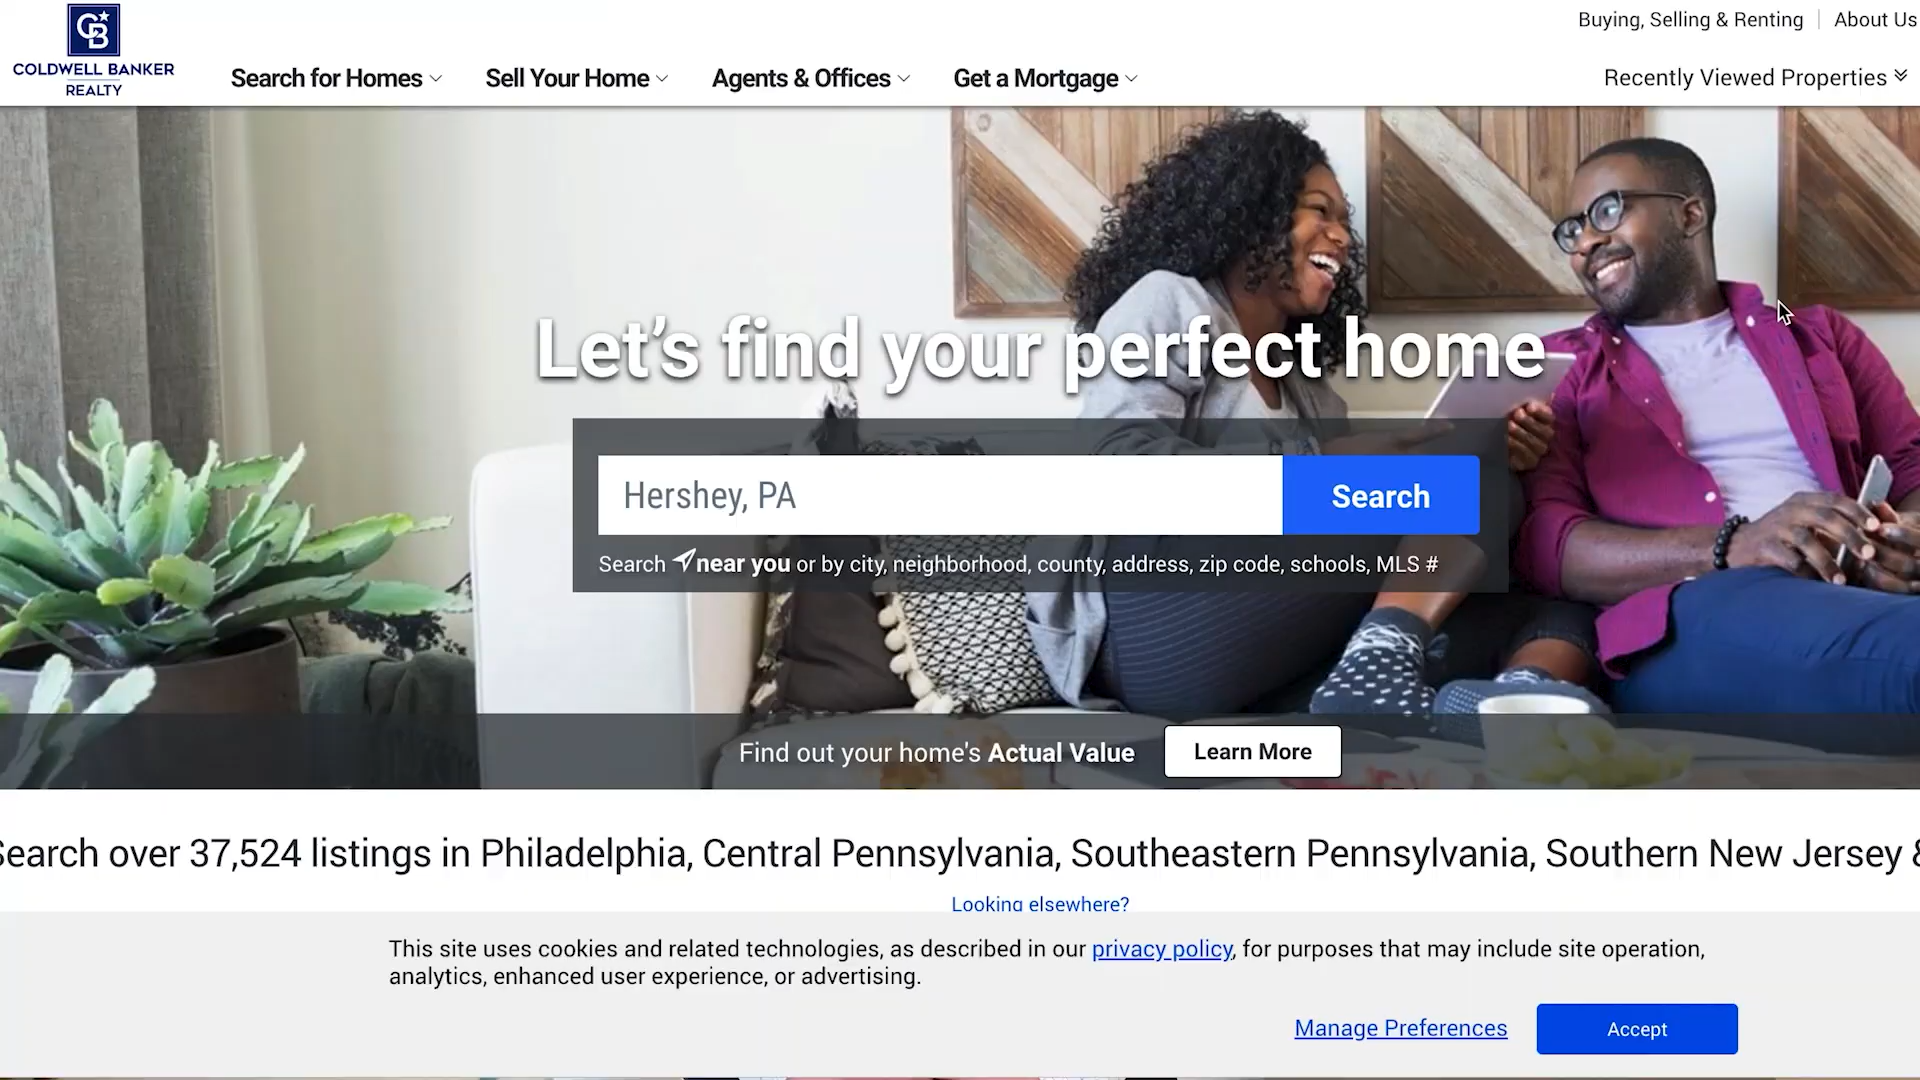 CB
COLDWELL BANKER
REALTY
Buying, Selling & Renting
About Us
Search for Homes
Sell Your Home
Agents & Offices
Get a Mortgage
Recently Viewed Properties
Let's find your perfect home
Hershey, PA
Search
Search near you or by city, neighborhood, county, address, zip code, schools, MLS #
Find out your home's Actual Value
Learn More
Search over 37,524 listings in Philadelphia, Central Pennsylvania, Southeastern Pennsylvania, Southern New Jersey &
Looking elsewhere?
This site uses cookies and related technologies, as described in our privacy policy, for purposes that may include site operation,
analytics, enhanced user experience, or advertising.
Manage Preferences
Accept